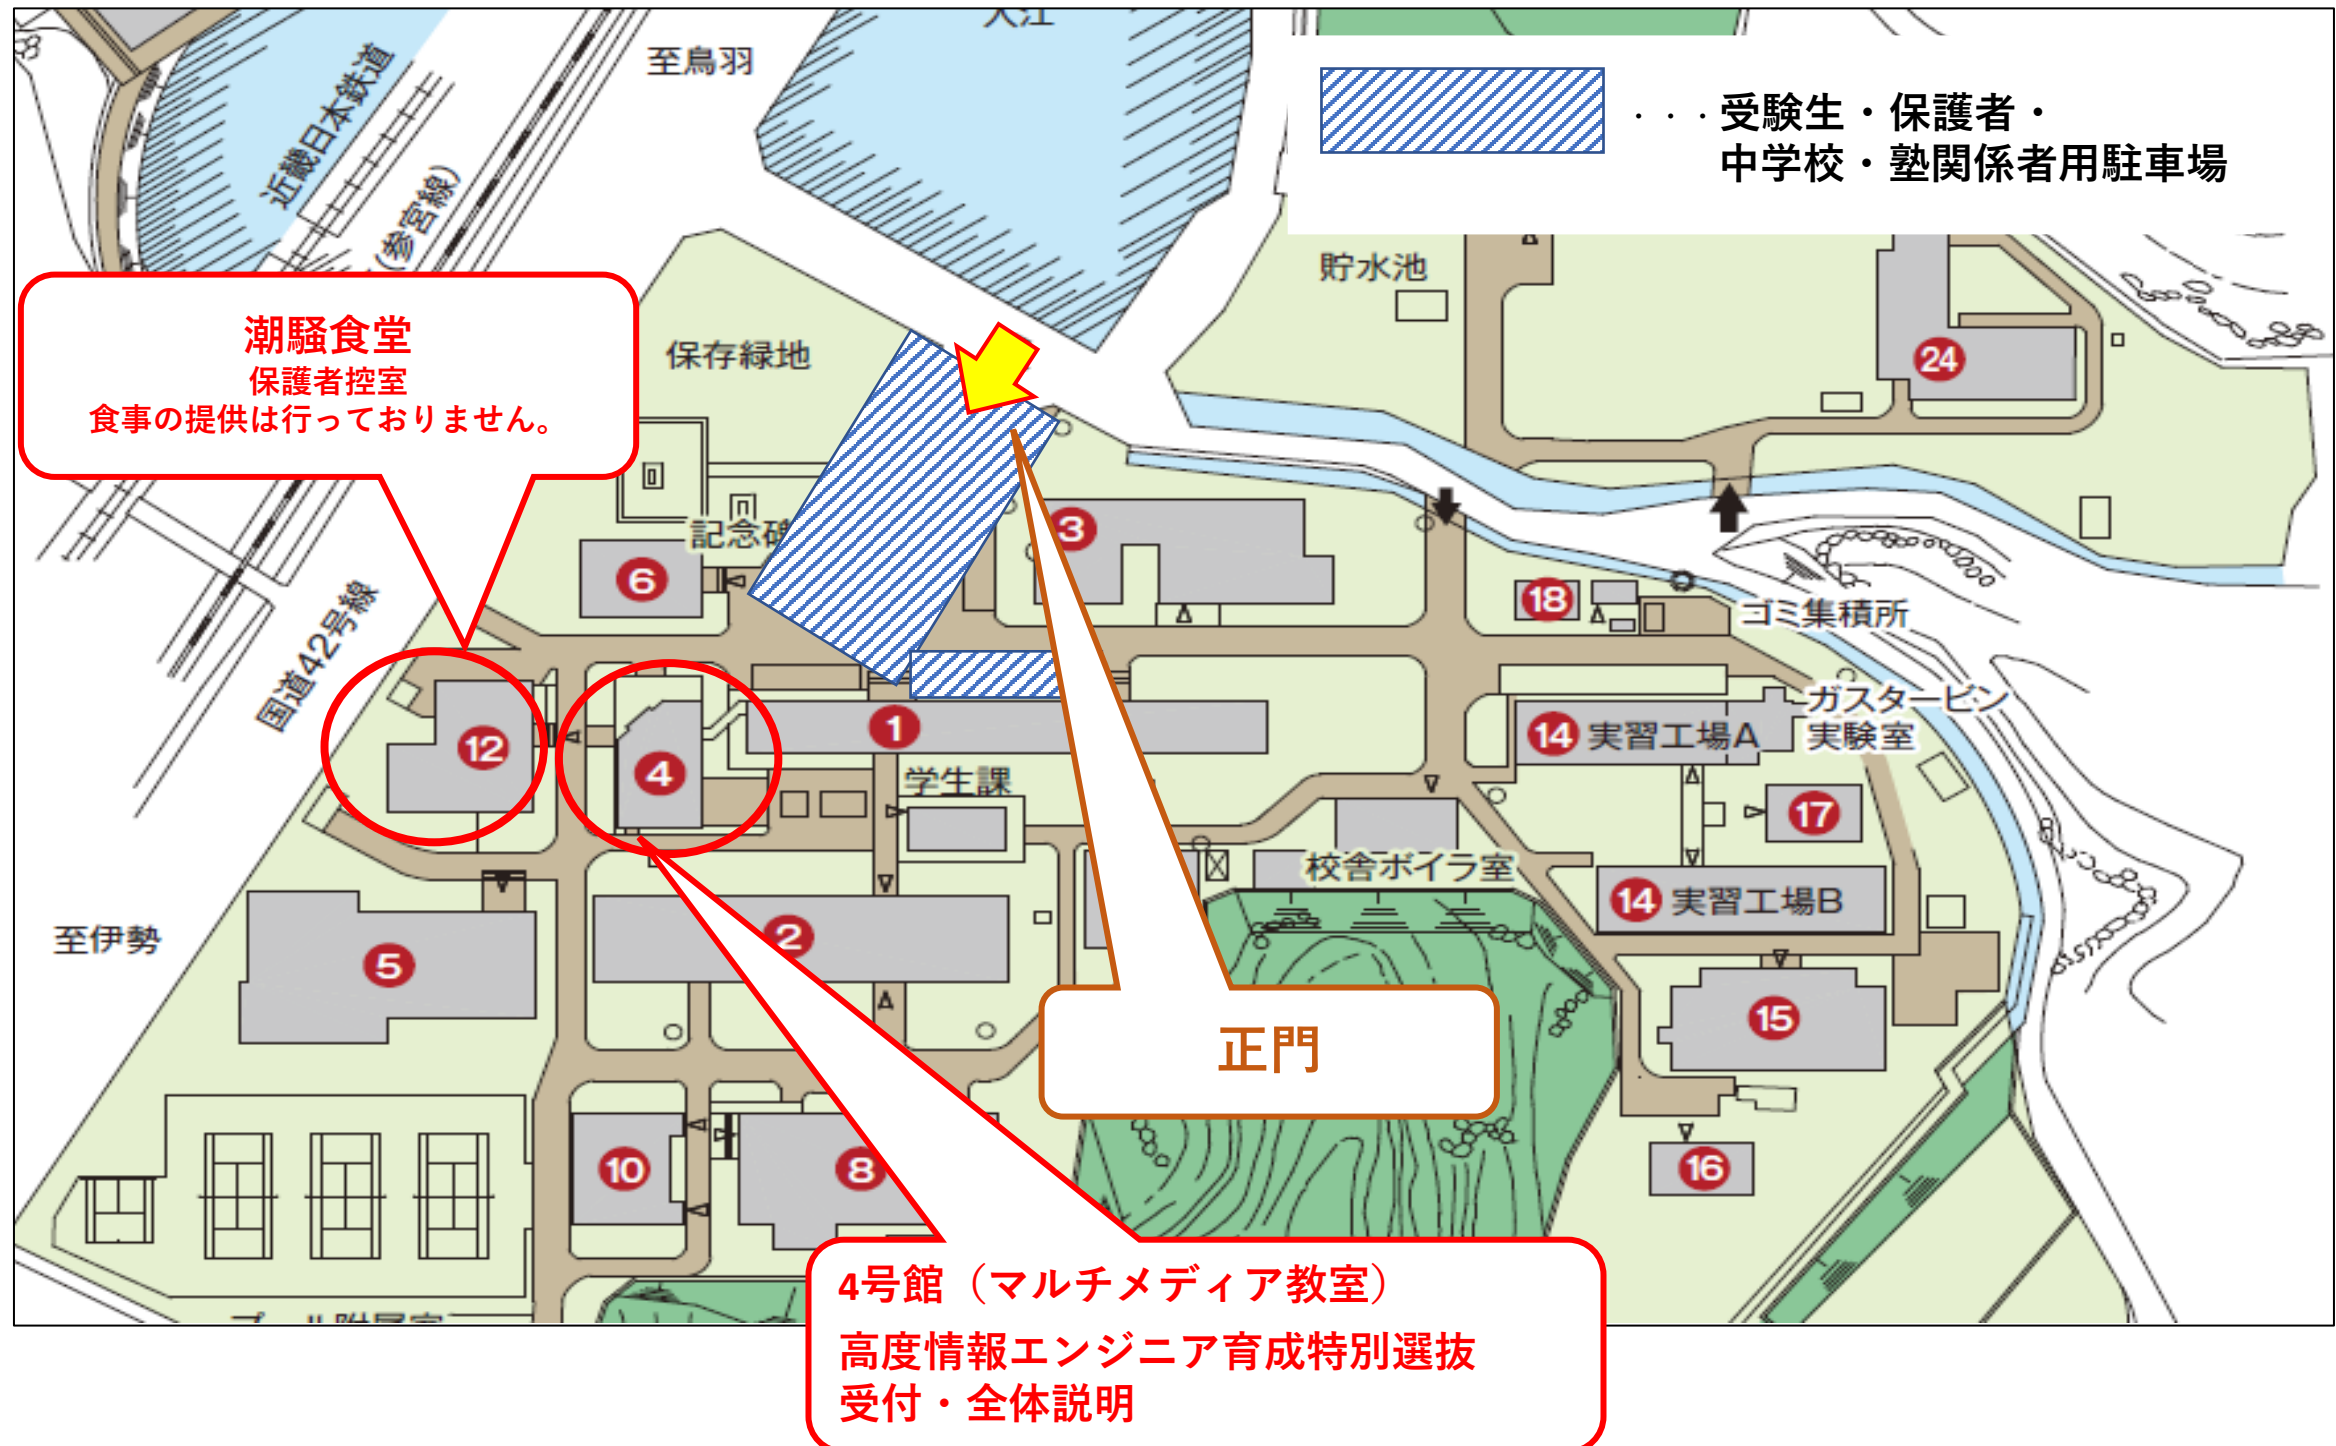 大江
至鳥羽
近畿日本鉄道
(参宮線)
・・・受験生・保護者・
中学校・塾関係者用駐車場
貯水池
潮騒食堂
保護者控室
食事の提供は行っておりません。
保存緑地
24
記念碑
3
6
18
ゴミ集積所
国道42号線
12
4
1
14 実習工場A
ガスタービン
実験室
学生課
17
校舎ボイラ室
14 実習工場B
至伊勢
5
2
正門
15
10
8
16
4号館（マルチメディア教室）
高度情報エンジニア育成特別選抜
受付・全体説明